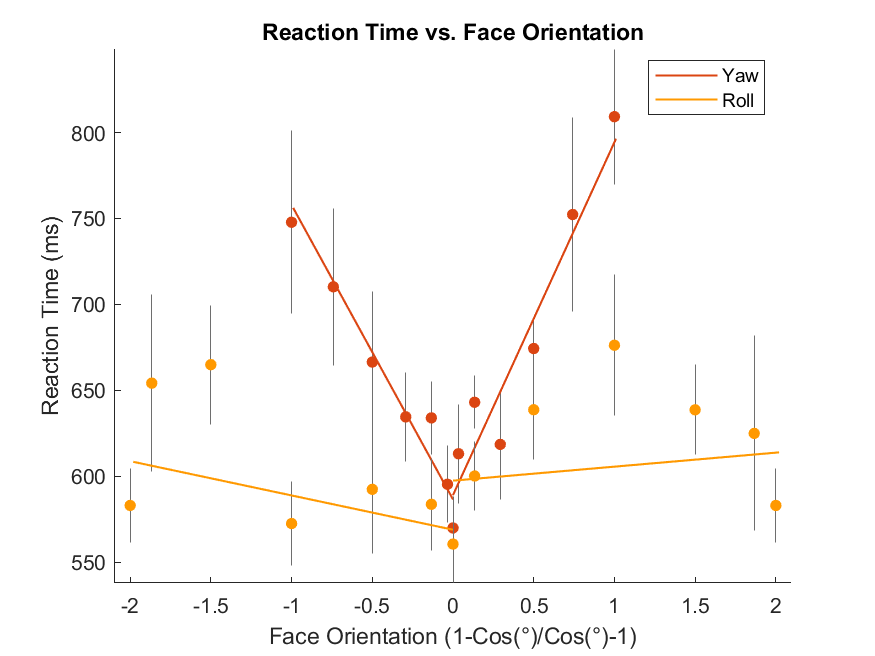 Reaction Time vs. Face Orientation
Yaw
Roll
Reaction Time (ms)
800
750
700
650
600
550
-2 -1.5 -1 -0.5 0 0.5 1 1.5 2
Face Orientation (1-Cos(°)/Cos(°)-1)